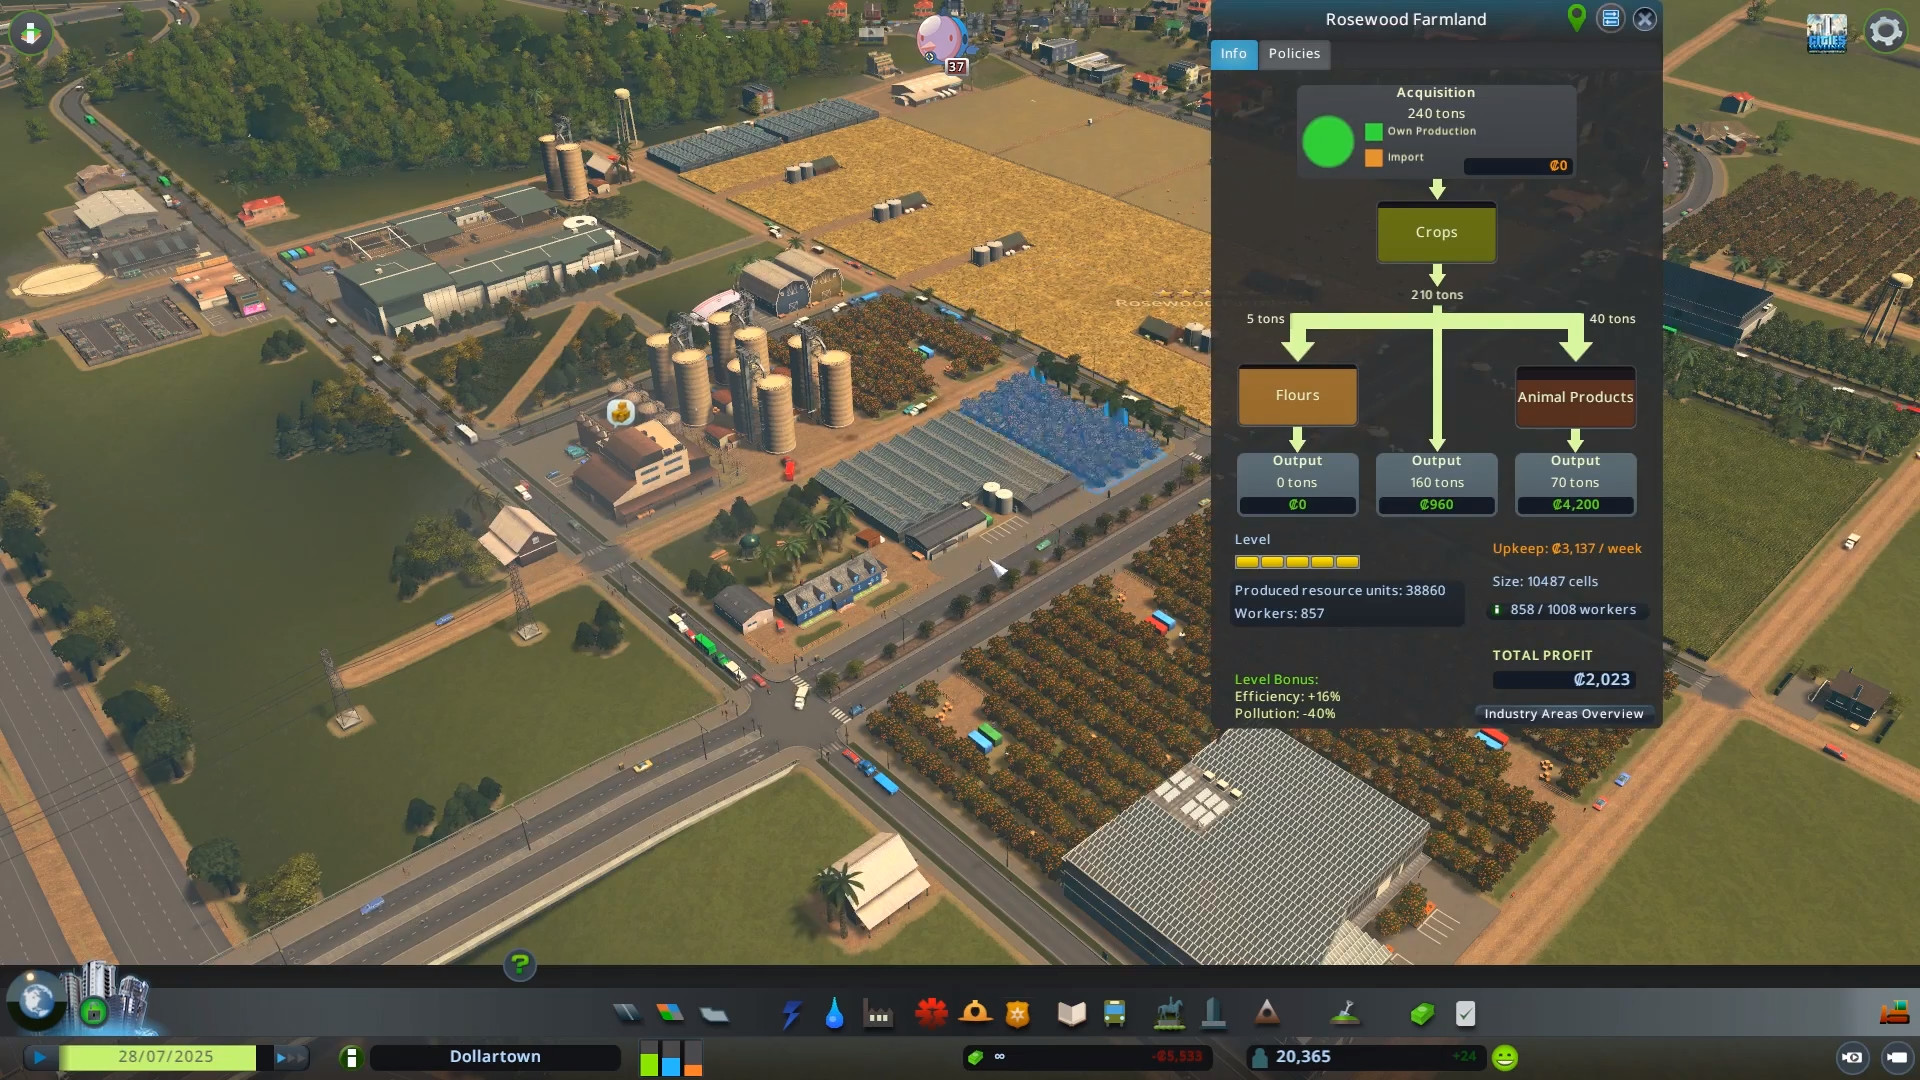 37
Rosewood Farmland
Info
Policies
Acquisition
240 tons
Own Production
Import
₡0
Crops
210 tons
5 tons
40 tons
Flours
Animal Products
Output
0 tons
₡0
Output
160 tons
₡960
Output
70 tons
₡4,200
Level
Produced resource units: 38860
Workers: 857
Upkeep: ₡3,137 / week
Size: 10487 cells
858 / 1008 workers
TOTAL PROFIT
₡2,023
Level Bonus:
Efficiency: +16%
Pollution: -40%
Industry Areas Overview
CITIES
Rosewood
28/07/2025
Dollartown
∞
-₡5,533
20,365
+24